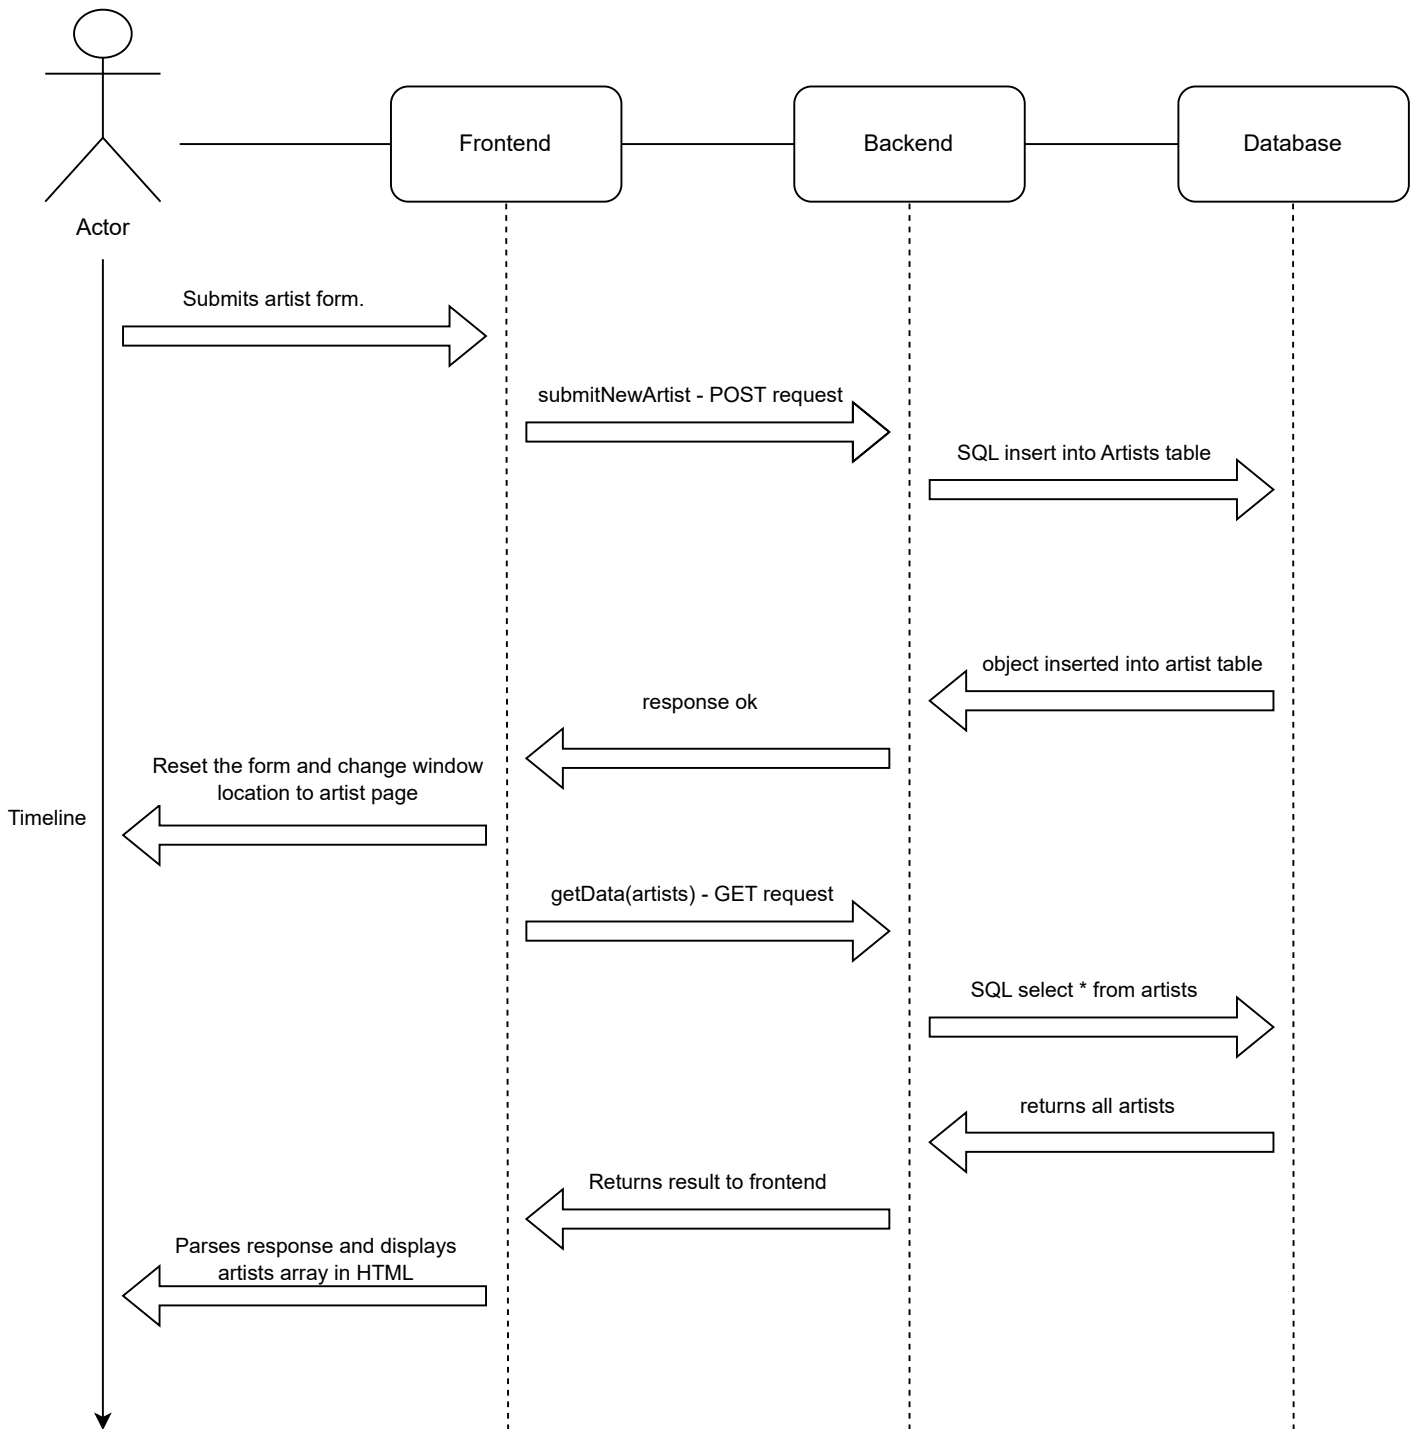 Frontend
Backend
Database
Actor
Submits artist form.
submitNewArtist - POST request
SQL insert into Artists table
object inserted into artist table
response ok
Reset the form and change window
location to artist page
Timeline
getData(artists) - GET request
SQL select * from artists
returns all artists
Returns result to frontend
Parses response and displays
artists array in HTML